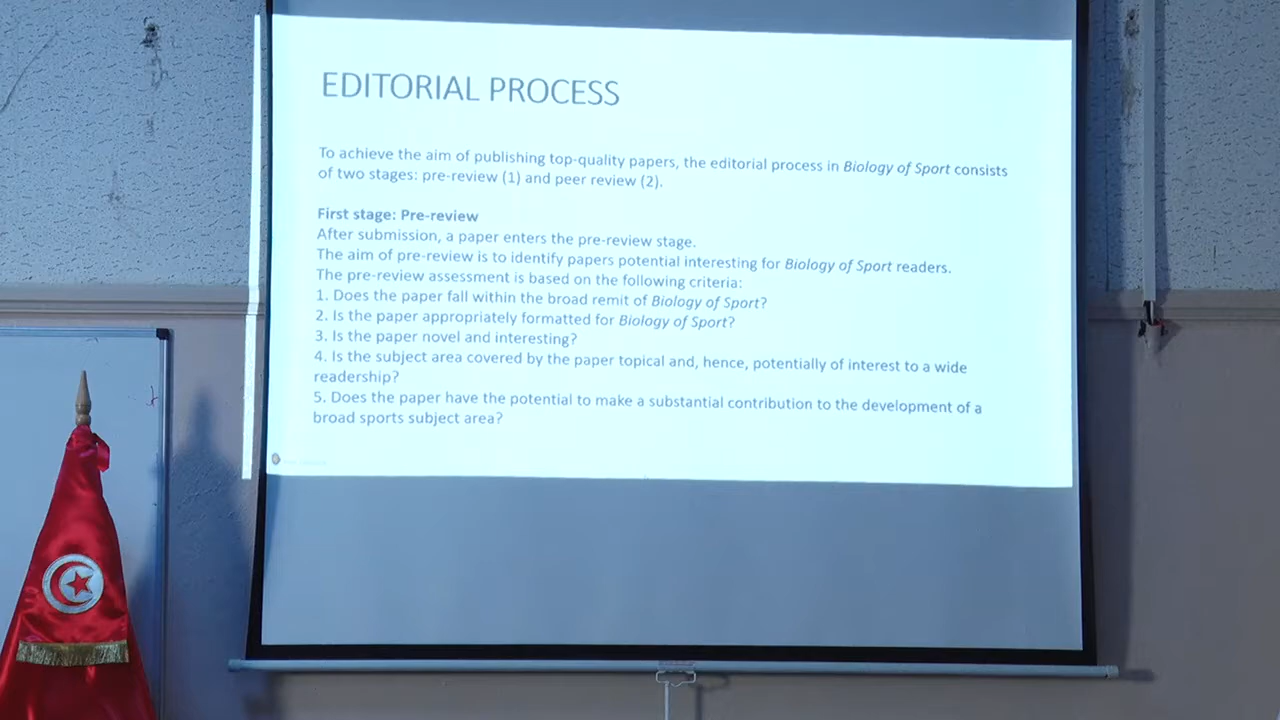 EDITORIAL PROCESS
To achieve the aim of publishing top-quality papers, the editorial process in Biology of Sport consists
of two stages: pre-review (1) and peer review (2).
First stage: Pre-review
After submission, a paper enters the pre-review stage.
The aim of pre-review is to identify papers potential interesting for Biology of Sport readers.
The pre-review assessment is based on the following criteria:
1. Does the paper fall within the broad remit of Biology of Sport?
2. Is the paper appropriately formatted for Biology of Sport?
3. Is the paper novel and interesting?
4. Is the subject area covered by the paper topical and, hence, potentially of interest to a wide
readership?
5. Does the paper have the potential to make a substantial contribution to the development of a
broad sports subject area?